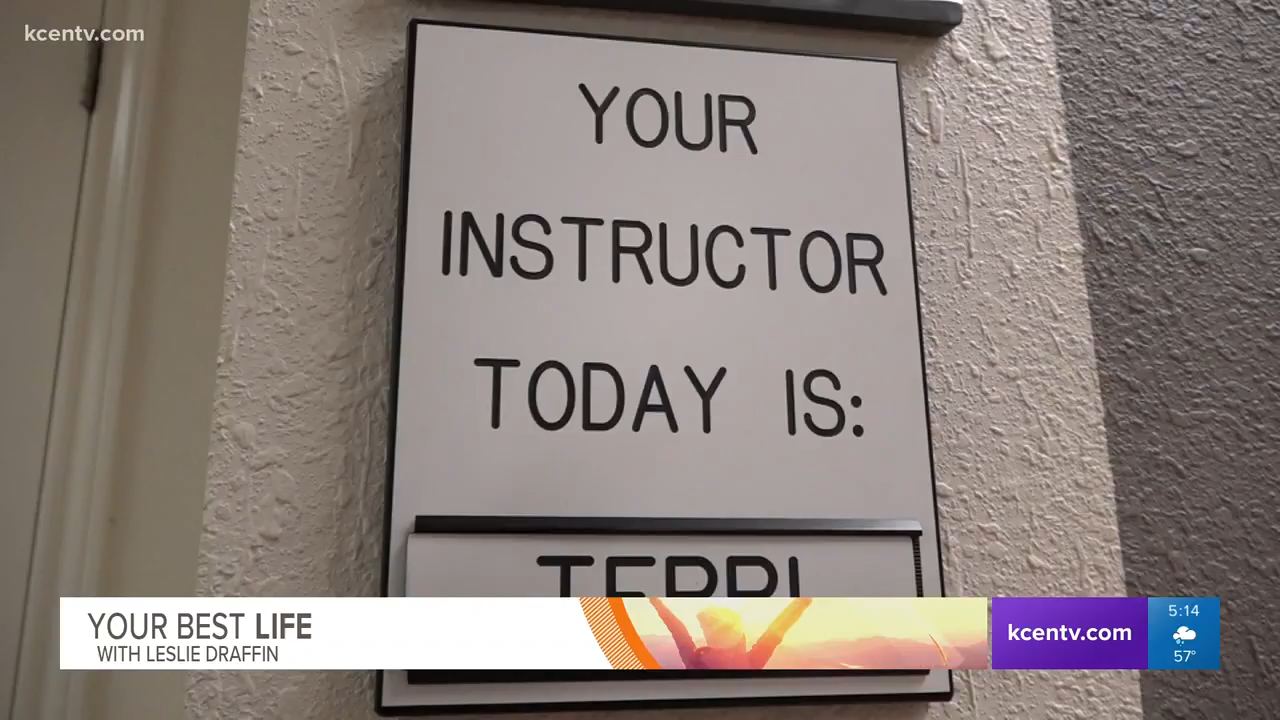 kcentv.com
YOUR
INSTRUCTOR
TODAY IS:
YOUR BEST LIFE
WITH LESLIE DRAFFIN
kcentv.com
5:14
57°